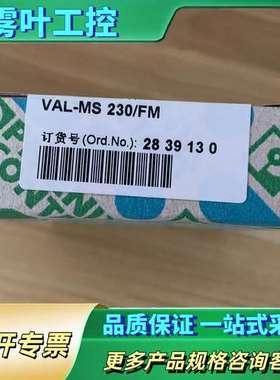 雾叶工控
VAL-MS 230/FM
订货号(Ord.No.): 28 39 13 0
开专票
品质保证 一站式采
更多产品规格咨询客